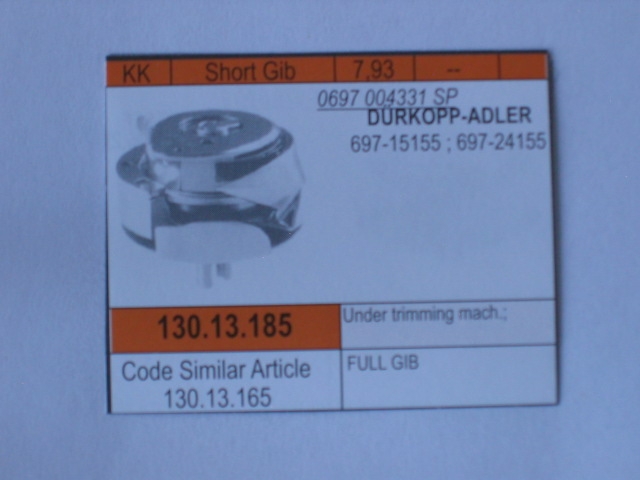 KK Short Gib 7,93 --
0697 004331 SP
DÜRKOPP-ADLER
697-15155 ; 697-24155
130.13.185
Under trimming mach.;
Code Similar Article
130.13.165
FULL GIB